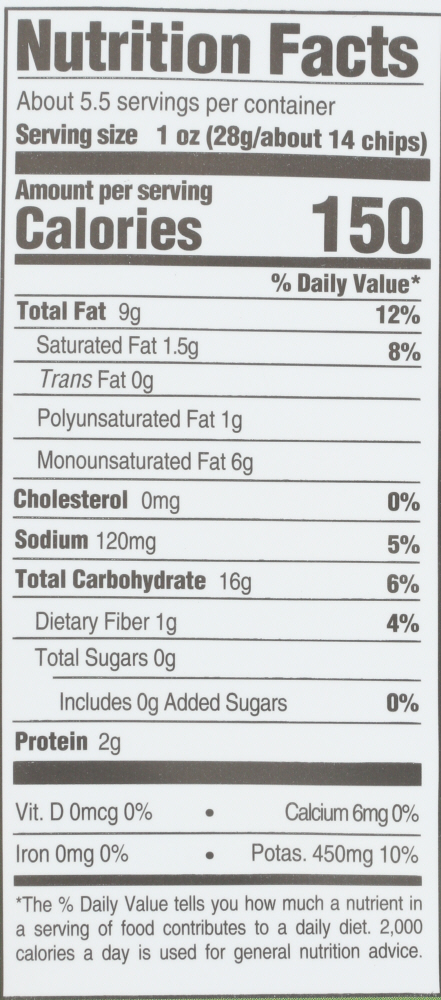 Nutrition Facts
About 5.5 servings per container
Serving size 1 oz (28g/about 14 chips)
Amount per serving
Calories 150
% Daily Value*
Total Fat 9g 12%
Saturated Fat 1.5g 8%
Trans Fat 0g
Polyunsaturated Fat 1g
Monounsaturated Fat 6g
Cholesterol 0mg 0%
Sodium 120mg 5%
Total Carbohydrate 16g 6%
Dietary Fiber 1g 4%
Total Sugars 0g
Includes 0g Added Sugars 0%
Protein 2g
Vit. D 0mcg 0% • Calcium 6mg 0%
Iron 0mg 0% • Potas. 450mg 10%
*The % Daily Value tells you how much a nutrient in
a serving of food contributes to a daily diet. 2,000
calories a day is used for general nutrition advice.